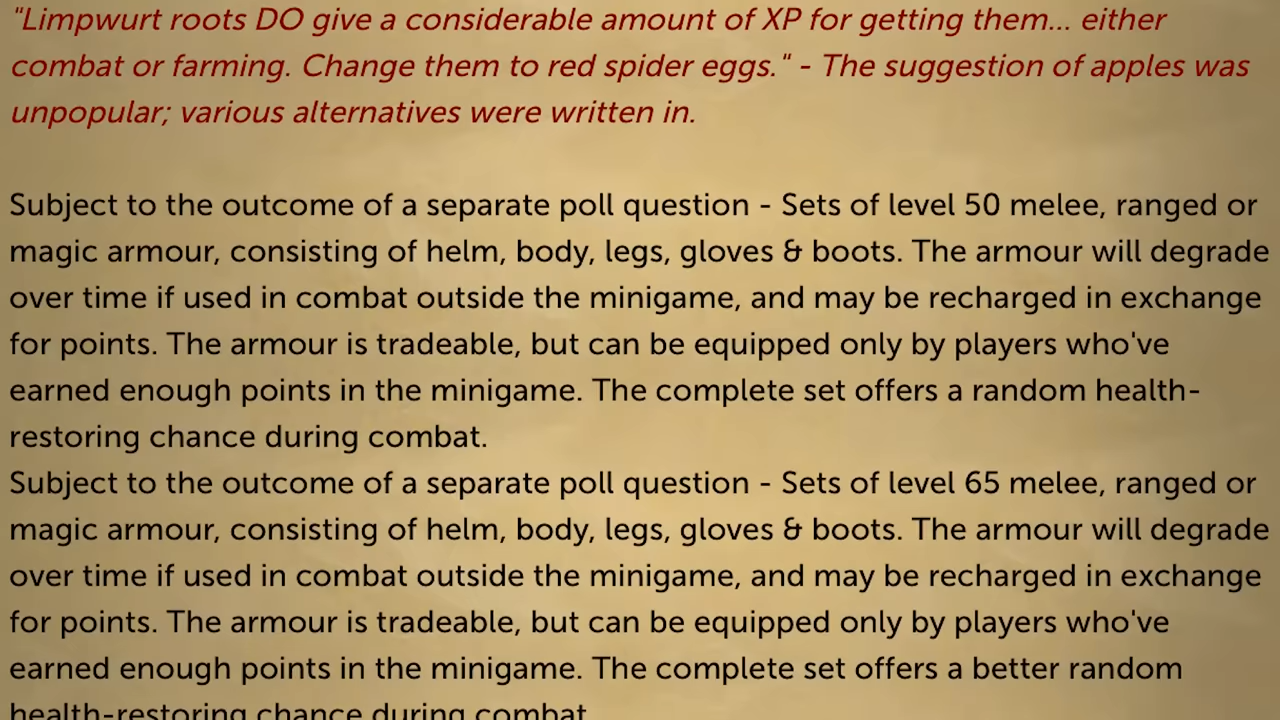 "Limpwurt roots DO give a considerable amount of XP for getting them... either
combat or farming. Change them to red spider eggs." - The suggestion of apples was
unpopular; various alternatives were written in.
Subject to the outcome of a separate poll question - Sets of level 50 melee, ranged or
magic armour, consisting of helm, body, legs, gloves & boots. The armour will degrade
over time if used in combat outside the minigame, and may be recharged in exchange
for points. The armour is tradeable, but can be equipped only by players who've
earned enough points in the minigame. The complete set offers a random health-
restoring chance during combat.
Subject to the outcome of a separate poll question - Sets of level 65 melee, ranged or
magic armour, consisting of helm, body, legs, gloves & boots. The armour will degrade
over time if used in combat outside the minigame, and may be recharged in exchange
for points. The armour is tradeable, but can be equipped only by players who've
earned enough points in the minigame. The complete set offers a better random
health-restoring chance during combat.